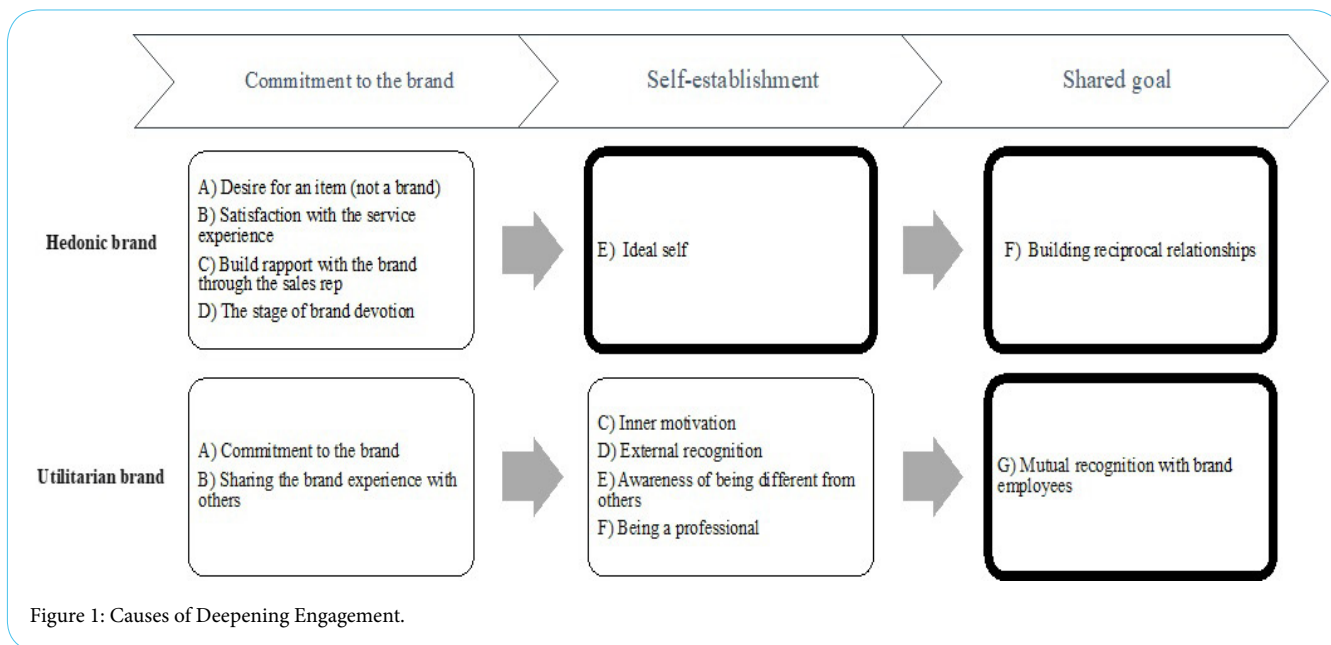 Commitment to the brand
Self-establishment
Shared goal
Hedonic brand
A) Desire for an item (not a brand)
B) Satisfaction with the service
experience
C) Build rapport with the brand
through the sales rep
D) The stage of brand devotion
E) Ideal self
F) Building reciprocal relationships
Utilitarian brand
A) Commitment to the brand
B) Sharing the brand experience with
others
C) Inner motivation
D) External recognition
E) Awareness of being different from
others
F) Being a professional
G) Mutual recognition with brand
employees
Figure 1: Causes of Deepening Engagement.